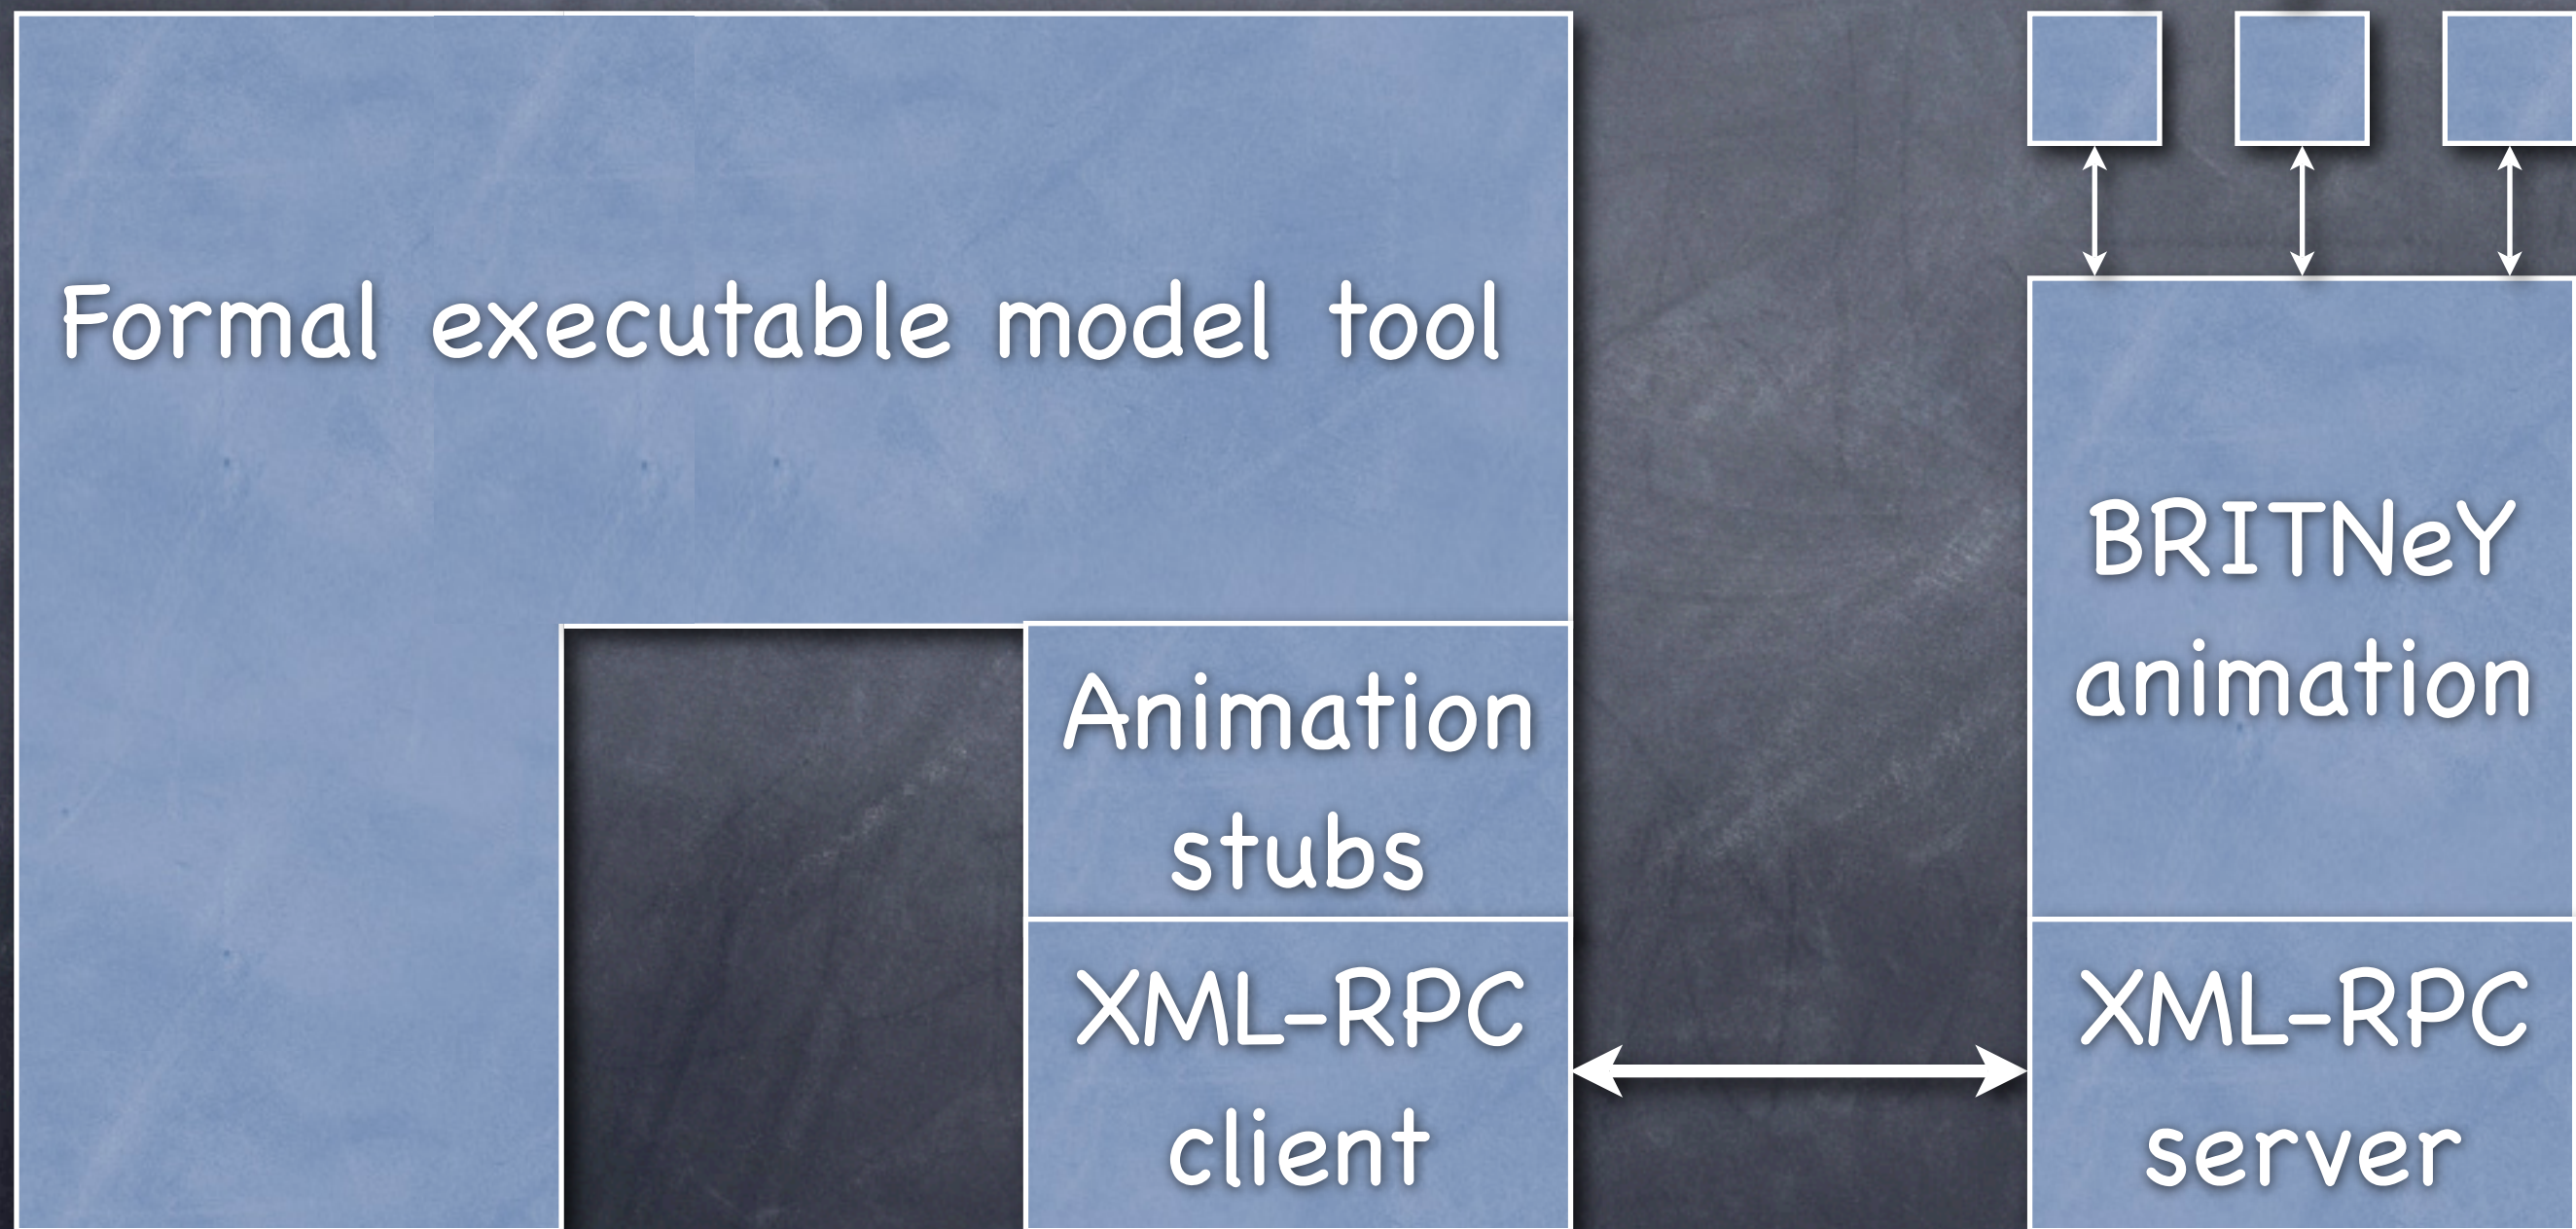 Formal executable model tool
Animation
stubs
XML-RPC
client
BRITNeY
animation
XML-RPC
server